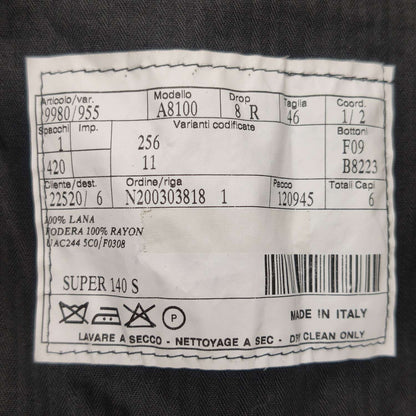 Articolo/var. Modello Drop Taglia Coord.
9980/955 A8100 8 R 46 1/ 2
Spacchi Imp. Varianti codificate Bottoni
1 256 F09
420 11 B8223
Cliente/dest. Ordine/riga Pacco Totali Capi
22520/ 6 N200303818 1 120945 6
100% LANA
FODERA 100% RAYON
UAC244 5C0/F0308
SUPER 140 S
P
MADE IN ITALY
LAVARE A SECCO - NETTOYAGE A SEC - DRY CLEAN ONLY